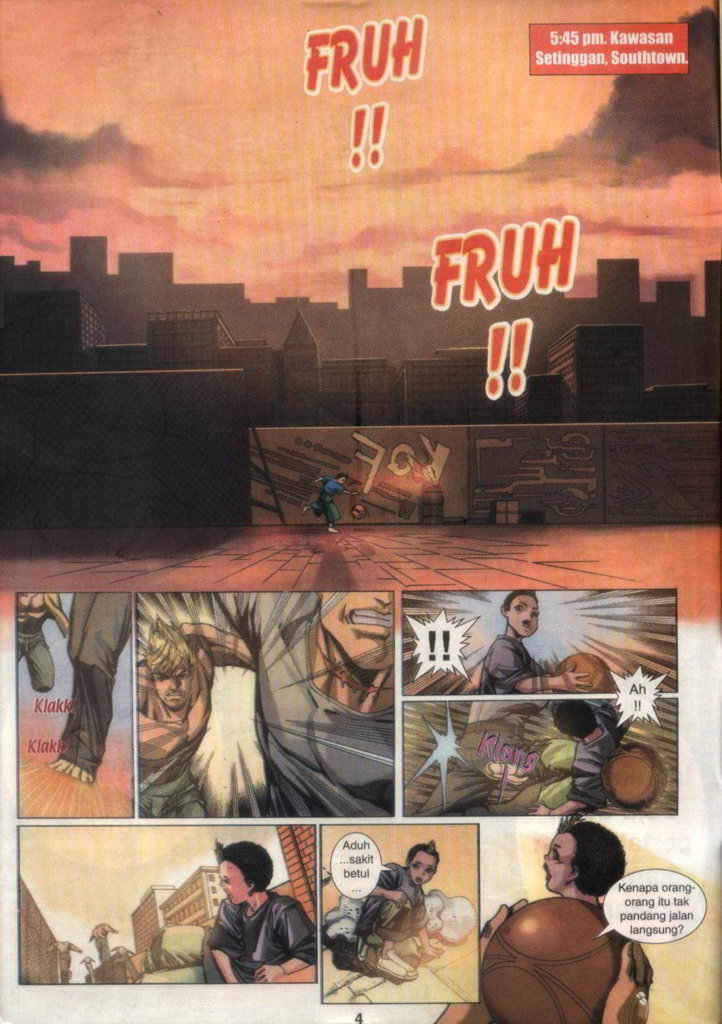 FRUH
!!
5:45 pm. Kawasan
Setinggan, Southtown.
FRUH
!!
KOF
Klakk
Klakk
!!
Ah
!!
Klang
!
Aduh
...sakit
betul
...
Kenapa orang-
orang itu tak
pandang jalan
langsung?
4